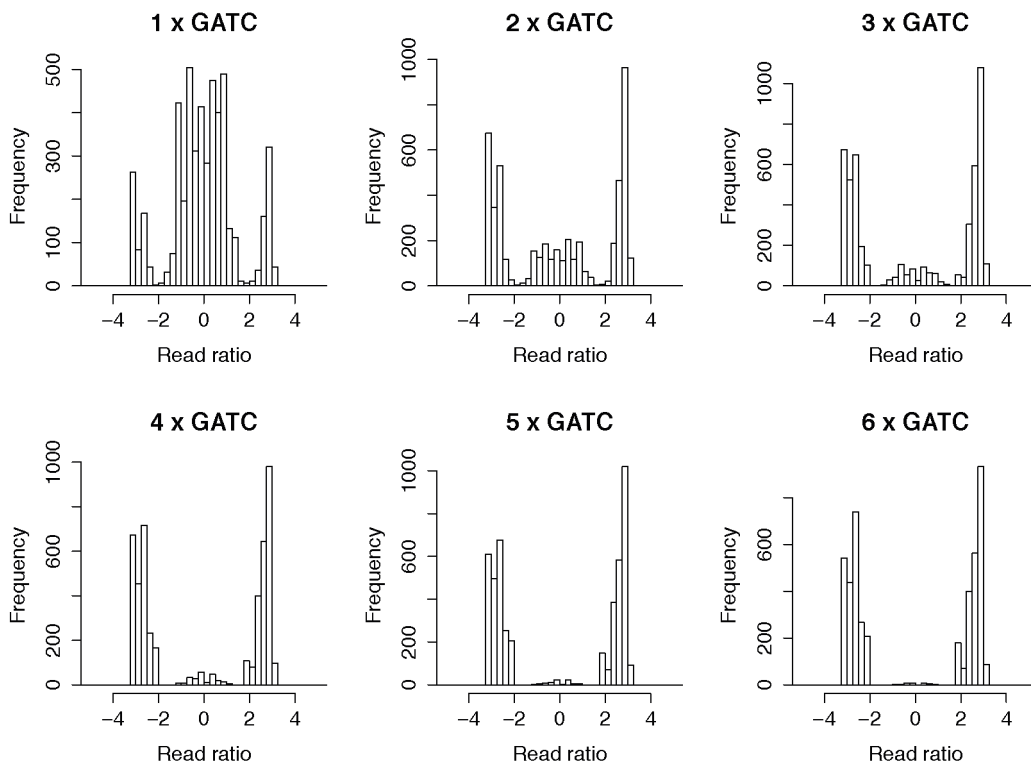 1 x GATC
2 x GATC
3 x GATC
Frequency
0
100
300
500
−4 −2 0 2 4
Read ratio
Frequency
0
200
600
1000
−4 −2 0 2 4
Read ratio
Frequency
0
200
600
1000
−4 −2 0 2 4
Read ratio
4 x GATC
5 x GATC
6 x GATC
Frequency
0
200
600
1000
−4 −2 0 2 4
Read ratio
Frequency
0
200
600
1000
−4 −2 0 2 4
Read ratio
Frequency
0
200
600
−4 −2 0 2 4
Read ratio